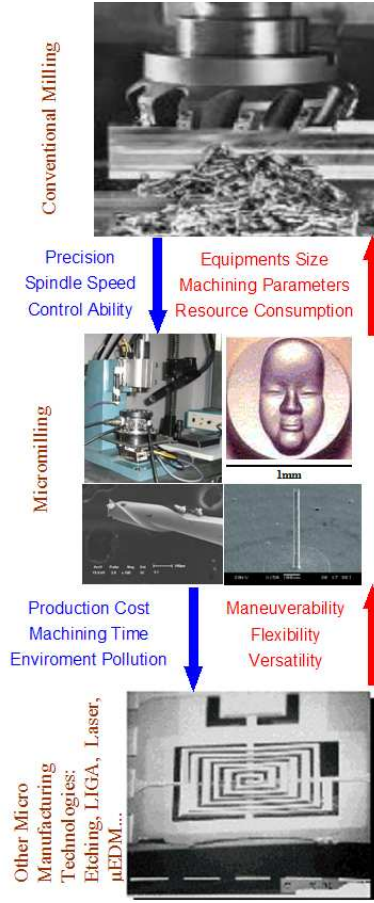 Conventional Milling
Precision
Spindle Speed
Control Ability
Equipments Size
Machining Parameters
Resource Consumption
Micromilling
1mm
Production Cost
Machining Time
Enviroment Pollution
Maneuverability
Flexibility
Versatility
Other Micro
Manufacturing
Technologies:
Etching, LIGA, Laser,
μEDM...